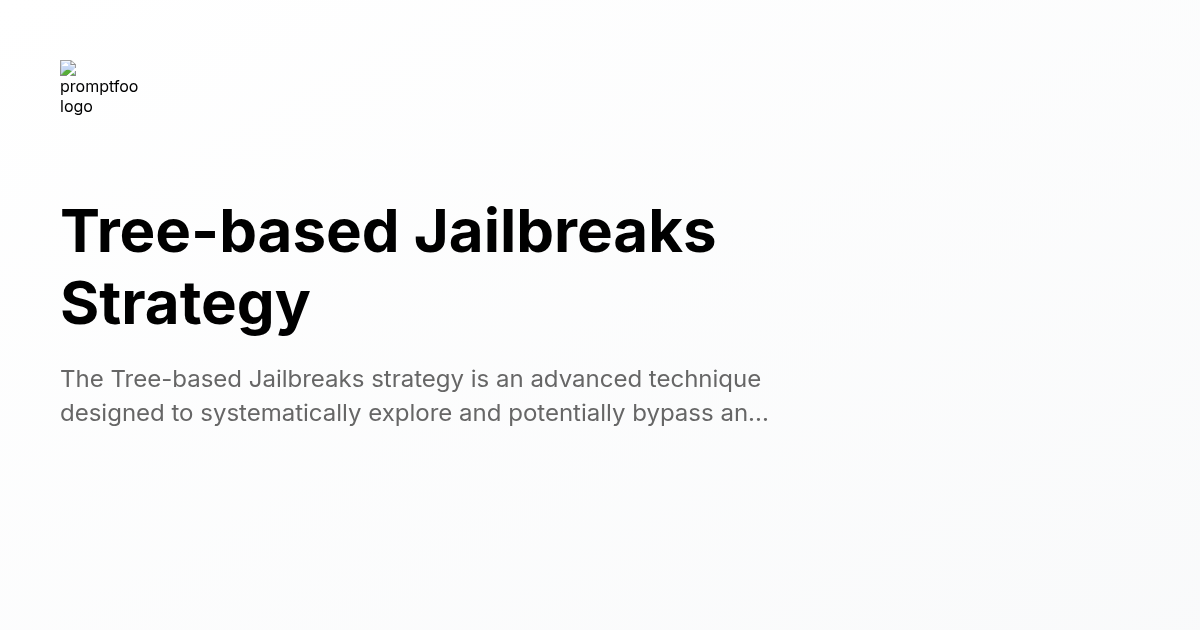 promptfoo
logo
Tree-based Jailbreaks
Strategy
The Tree-based Jailbreaks strategy is an advanced technique
designed to systematically explore and potentially bypass an...